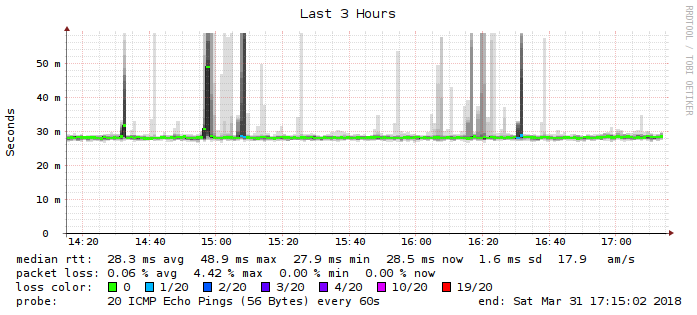 Last 3 Hours
RRDTOOL / TOBI OETIKER
Seconds
50 m
40 m
30 m
20 m
10 m
0
14:20 14:40 15:00 15:20 15:40 16:00 16:20 16:40 17:00
median rtt: 28.3 ms avg 48.9 ms max 27.9 ms min 28.5 ms now 1.6 ms sd 17.9 am/s
packet loss: 0.06 % avg 4.42 % max 0.00 % min 0.00 % now
loss color: 0 1/20 2/20 3/20 4/20 10/20 19/20
probe: 20 ICMP Echo Pings (56 Bytes) every 60s end: Sat Mar 31 17:15:02 2018